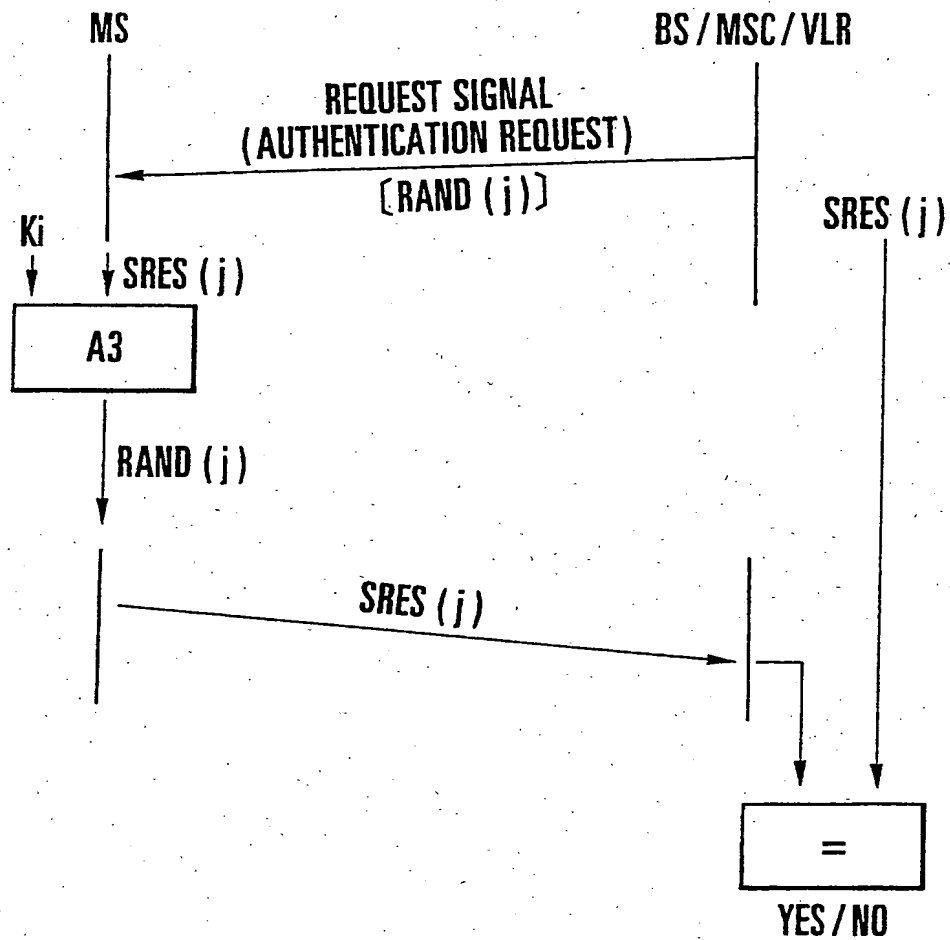 MS
BS / MSC / VLR
REQUEST SIGNAL
(AUTHENTICATION REQUEST)
[RAND (j)]
SRES (j)
Ki
SRES (j)
A3
RAND (j)
SRES (j)
=
YES / NO